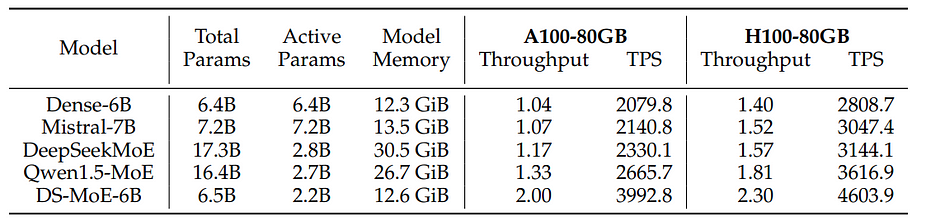 Model Total Params Active Params Model Memory A100-80GB Throughput TPS H100-80GB Throughput TPS
Dense-6B 6.4B 6.4B 12.3 GiB 1.04 2079.8 1.40 2808.7
Mistral-7B 7.2B 7.2B 13.5 GiB 1.07 2140.8 1.52 3047.4
DeepSeekMoE 17.3B 2.8B 30.5 GiB 1.17 2330.1 1.57 3144.1
Qwen1.5-MoE 16.4B 2.7B 26.7 GiB 1.33 2665.7 1.81 3616.9
DS-MoE-6B 6.5B 2.2B 12.6 GiB 2.00 3992.8 2.30 4603.9